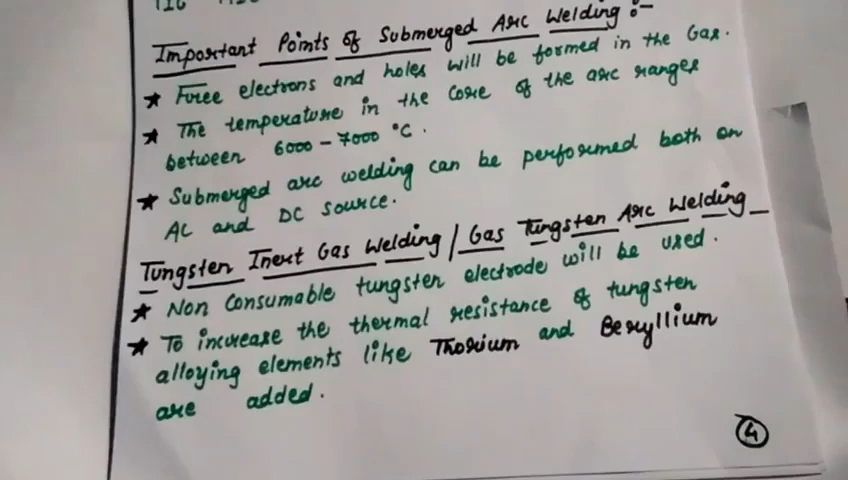 TIG
Important Points of Submerged Arc Welding :-
★ Free electrons and holes will be formed in the Gas.
★ The temperature in the core of the arc ranges
between 6000 - 7000 °C.
★ Submerged arc welding can be performed both on
AC and DC source.
Tungsten Inert Gas Welding / Gas Tungsten Arc Welding
★ Non Consumable tungsten electrode will be used.
★ To increase the thermal resistance of tungsten
alloying elements like Thorium and Beryllium
are added.
4